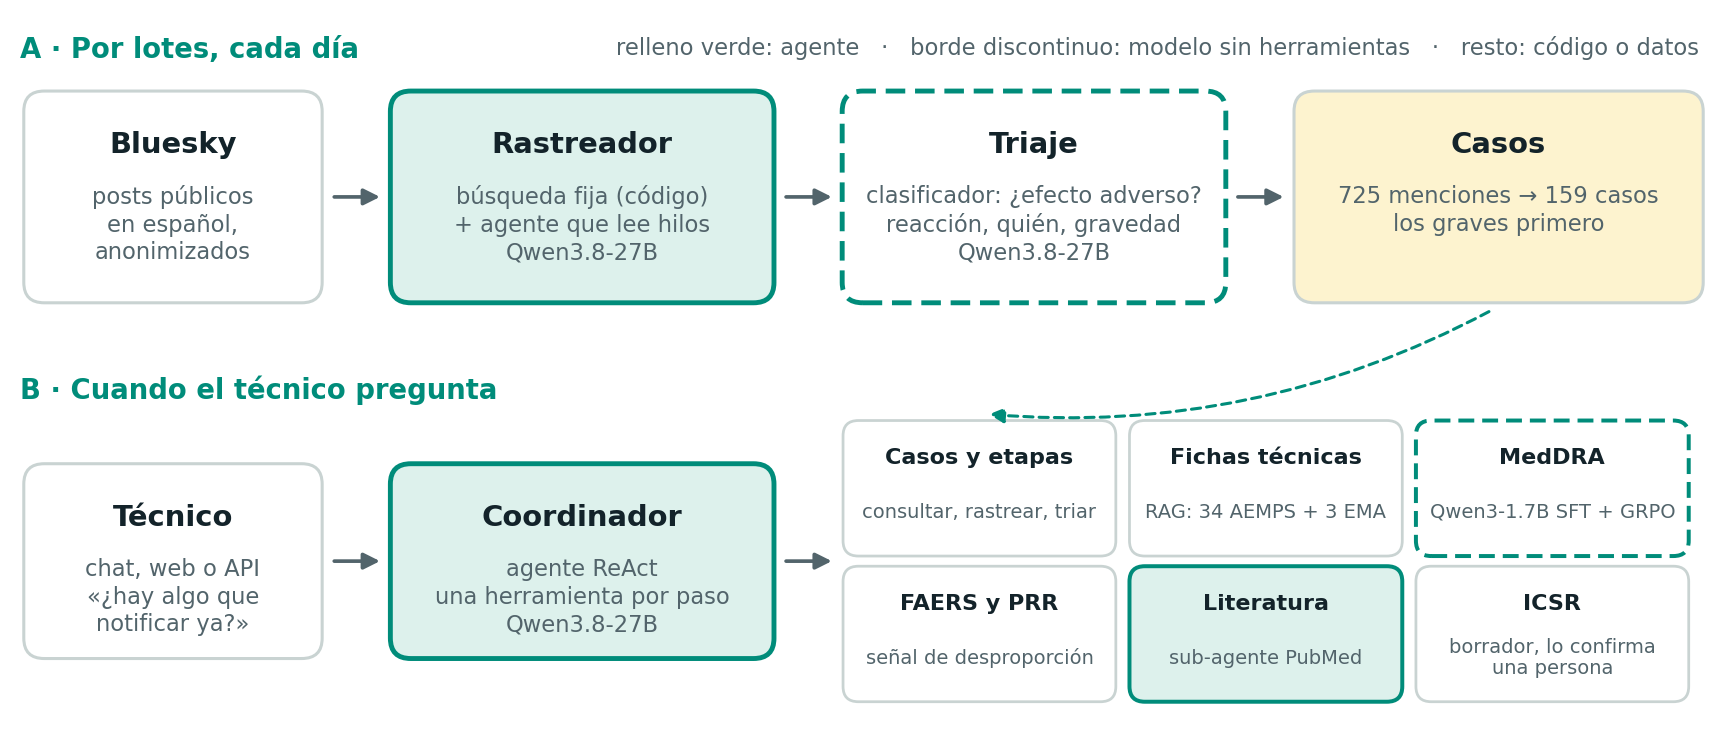 A · Por lotes, cada día
relleno verde: agente · borde discontinuo: modelo sin herramientas · resto: código o datos
Bluesky
posts públicos
en español,
anonimizados
Rastreador
búsqueda fija (código)
+ agente que lee hilos
Qwen3.8-27B
Triaje
clasificador: ¿efecto adverso?
reacción, quién, gravedad
Qwen3.8-27B
Casos
725 menciones → 159 casos
los graves primero
B · Cuando el técnico pregunta
Técnico
chat, web o API
«¿hay algo que
notificar ya?»
Coordinador
agente ReAct
una herramienta por paso
Qwen3.8-27B
Casos y etapas
consultar, rastrear, triar
Fichas técnicas
RAG: 34 AEMPS + 3 EMA
MedDRA
Qwen3-1.7B SFT + GRPO
FAERS y PRR
señal de desproporción
Literatura
sub-agente PubMed
ICSR
borrador, lo confirma
una persona